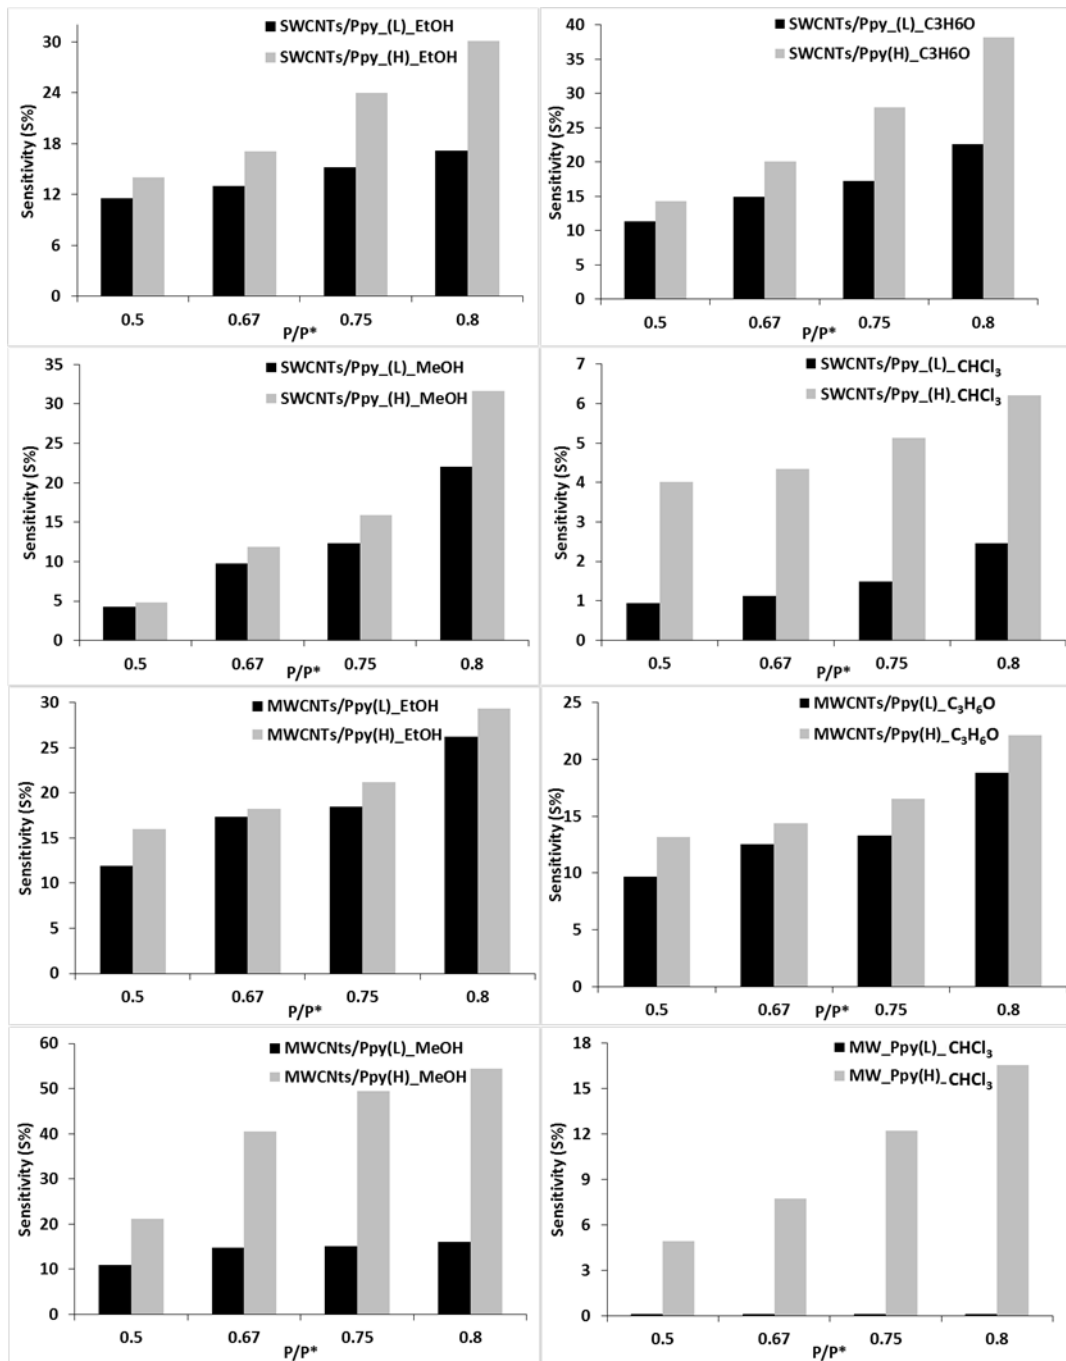 SWCNTs/Ppy_(L)_EtOH
SWCNTs/Ppy_(H)_EtOH
Sensitivity (S%)
30
24
18
12
6
0
0.5 0.67 0.75 0.8
P/P*
SWCNTs/Ppy_(L)_C3H6O
SWCNTs/Ppy(H)_C3H6O
Sensitivity (S%)
40
35
30
25
20
15
10
5
0
0.5 0.67 0.75 0.8
P/P*
SWCNTs/Ppy_(L)_MeOH
SWCNTs/Ppy_(H)_MeOH
Sensitivity (S%)
35
30
25
20
15
10
5
0
0.5 0.67 0.75 0.8
P/P*
SWCNTs/Ppy_(L)_CHCl₃
SWCNTs/Ppy_(H)_CHCl₃
Sensitivity (S%)
7
6
5
4
3
2
1
0
0.5 0.67 0.75 0.8
P/P*
MWCNTs/Ppy(L)_EtOH
MWCNTs/Ppy(H)_EtOH
Sensitivity (S%)
30
25
20
15
10
5
0
0.5 0.67 0.75 0.8
P/P*
MWCNTs/Ppy(L)_C₃H₆O
MWCNTs/Ppy(H)_C₃H₆O
Sensitivity (S%)
25
20
15
10
5
0
0.5 0.67 0.75 0.8
P/P*
MWCNts/Ppy(L)_MeOH
MWCNts/Ppy(H)_MeOH
Sensitivity (S%)
60
50
40
30
20
10
0
0.5 0.67 0.75 0.8
P/P*
MW_Ppy(L)_CHCl₃
MW_Ppy(H)_CHCl₃
Sensitivity (S%)
18
15
12
9
6
3
0
0.5 0.67 0.75 0.8
P/P*